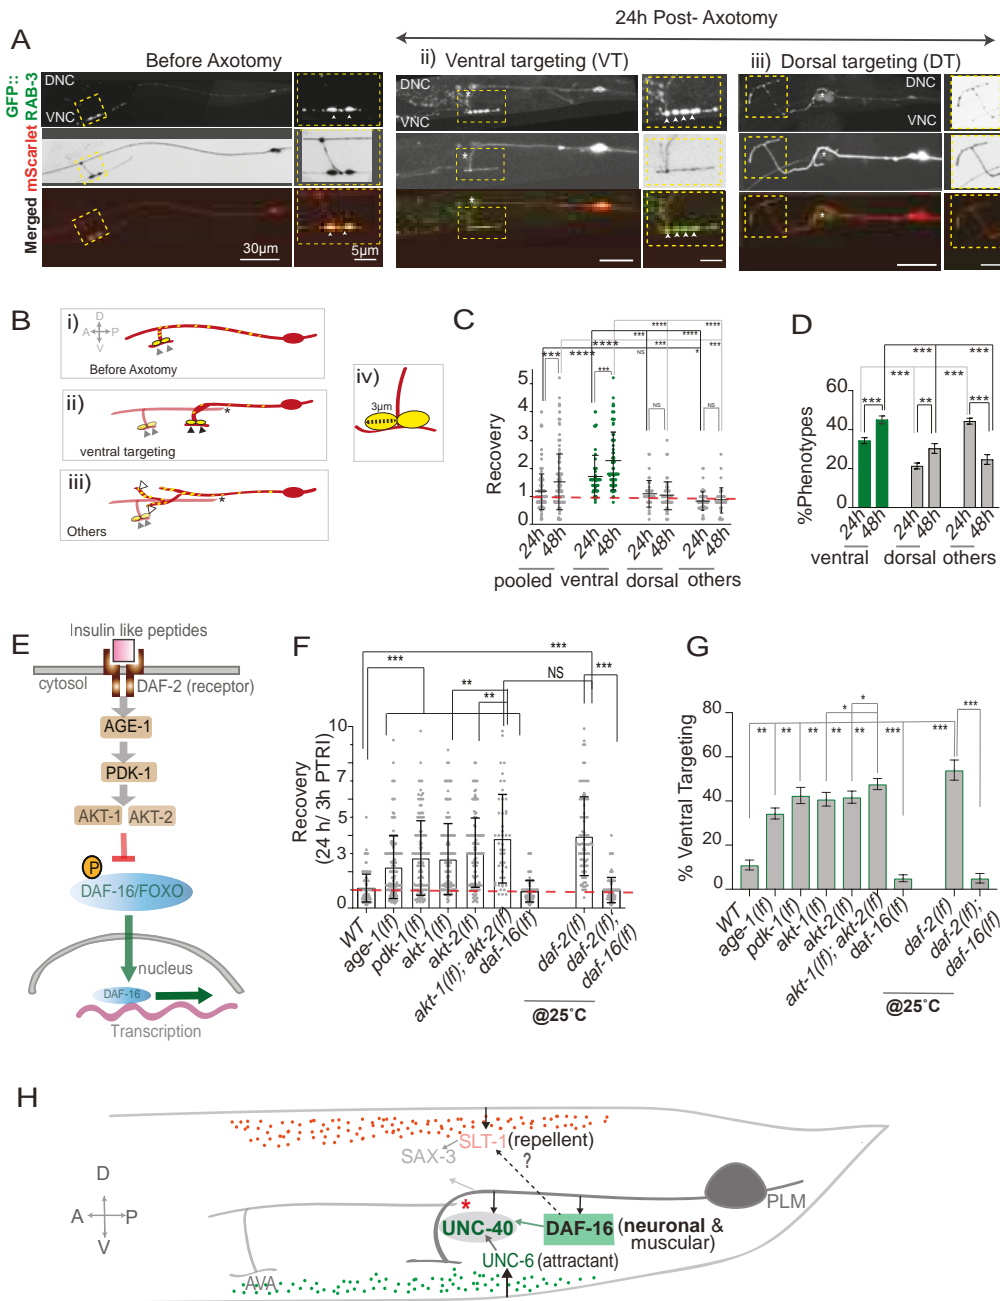 24h Post- Axotomy
A
Before Axotomy
ii) Ventral targeting (VT)
iii) Dorsal targeting (DT)
GFP::
RAB-3
mScarlet
Merged
DNC
VNC
DNC
VNC
DNC
VNC
*
*
*
*
*
*
30µm
5µm
B
i)
D
A P
V
Before Axotomy
ii)
*
ventral targeting
iii)
*
Others
iv)
3µm
C
****
****
***
****
***
***
****
*
NS
***
****
***
NS
NS
Recovery
5
4
3
2
1
0
24h
48h
24h
48h
24h
48h
24h
48h
pooled
ventral
dorsal
others
D
***
***
***
***
***
***
**
***
%Phenotypes
60
40
20
0
24h
48h
24h
48h
24h
48h
ventral
dorsal
others
E
Insulin like peptides
cytosol
DAF-2 (receptor)
AGE-1
PDK-1
AKT-1
AKT-2
P
DAF-16/FOXO
nucleus
DAF-16
Transcription
F
***
***
NS
***
**
**
Recovery
(24 h/ 3h PTRI)
10
7
5
3
1
0
WT
age-1(lf)
pdk-1(lf)
akt-1(lf)
akt-2(lf)
akt-1(lf); akt-2(lf)
daf-16(lf)
daf-2(lf)
daf-2(lf);
daf-16(lf)
@25°C
G
*
*
***
** ** ** ** ** *** ***
% Ventral Targeting
80
60
40
20
0
WT
age-1(lf)
pdk-1(lf)
akt-1(lf)
akt-2(lf)
akt-1(lf); akt-2(lf)
daf-16(lf)
daf-2(lf)
daf-2(lf);
daf-16(lf)
@25°C
H
SLT-1(repellent)
SAX-3
?
D
A P
V
PLM
*
UNC-40
DAF-16
(neuronal &
muscular)
UNC-6 (attractant)
AVA